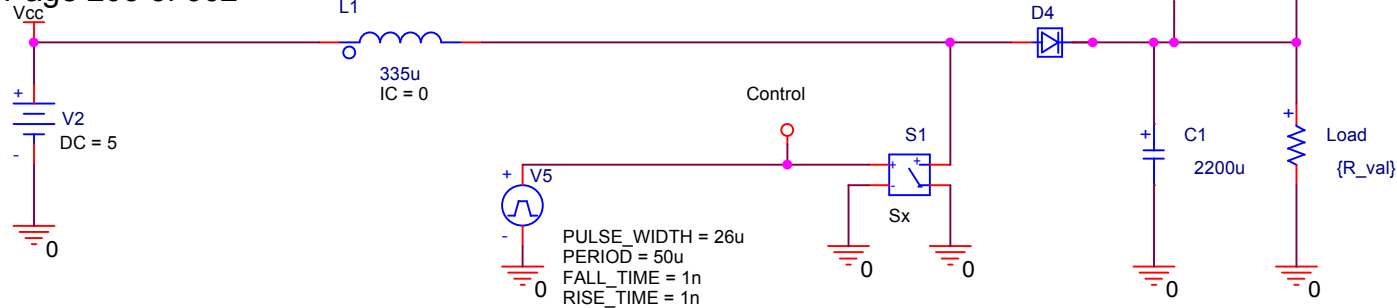 Vcc
L1
335u
IC = 0
D4
+
V2
DC = 5
-
0
Control
S1
+
V5
-
0
PULSE_WIDTH = 26u
PERIOD = 50u
FALL_TIME = 1n
RISE_TIME = 1n
+ +
- -
Sx
0
0
+
C1
2200u
0
+
Load
{R_val}
0